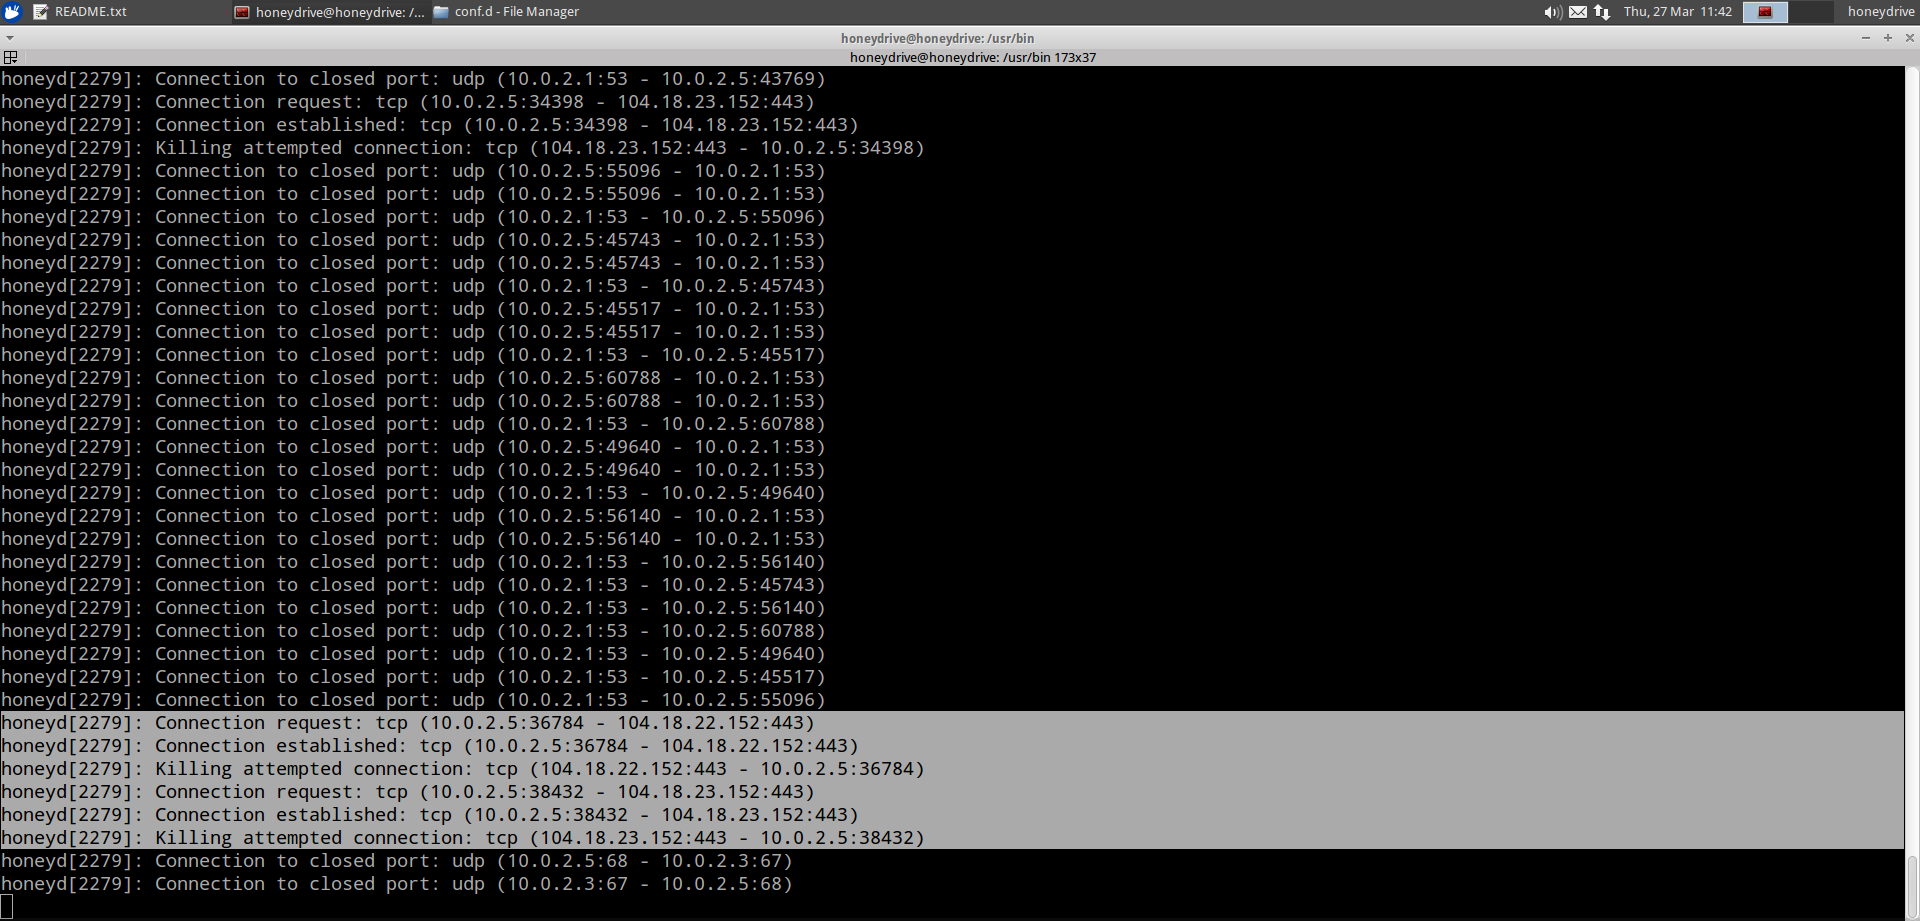 README.txt
honeydrive@honeydrive: /...
conf.d - File Manager
Thu, 27 Mar 11:42
honeydrive
honeydrive@honeydrive: /usr/bin
honeydrive@honeydrive: /usr/bin 173x37
honeyd[2279]: Connection to closed port: udp (10.0.2.1:53 - 10.0.2.5:43769)
honeyd[2279]: Connection request: tcp (10.0.2.5:34398 - 104.18.23.152:443)
honeyd[2279]: Connection established: tcp (10.0.2.5:34398 - 104.18.23.152:443)
honeyd[2279]: Killing attempted connection: tcp (104.18.23.152:443 - 10.0.2.5:34398)
honeyd[2279]: Connection to closed port: udp (10.0.2.5:55096 - 10.0.2.1:53)
honeyd[2279]: Connection to closed port: udp (10.0.2.5:55096 - 10.0.2.1:53)
honeyd[2279]: Connection to closed port: udp (10.0.2.1:53 - 10.0.2.5:55096)
honeyd[2279]: Connection to closed port: udp (10.0.2.5:45743 - 10.0.2.1:53)
honeyd[2279]: Connection to closed port: udp (10.0.2.5:45743 - 10.0.2.1:53)
honeyd[2279]: Connection to closed port: udp (10.0.2.1:53 - 10.0.2.5:45743)
honeyd[2279]: Connection to closed port: udp (10.0.2.5:45517 - 10.0.2.1:53)
honeyd[2279]: Connection to closed port: udp (10.0.2.5:45517 - 10.0.2.1:53)
honeyd[2279]: Connection to closed port: udp (10.0.2.1:53 - 10.0.2.5:45517)
honeyd[2279]: Connection to closed port: udp (10.0.2.5:60788 - 10.0.2.1:53)
honeyd[2279]: Connection to closed port: udp (10.0.2.5:60788 - 10.0.2.1:53)
honeyd[2279]: Connection to closed port: udp (10.0.2.1:53 - 10.0.2.5:60788)
honeyd[2279]: Connection to closed port: udp (10.0.2.5:49640 - 10.0.2.1:53)
honeyd[2279]: Connection to closed port: udp (10.0.2.5:49640 - 10.0.2.1:53)
honeyd[2279]: Connection to closed port: udp (10.0.2.1:53 - 10.0.2.5:49640)
honeyd[2279]: Connection to closed port: udp (10.0.2.5:56140 - 10.0.2.1:53)
honeyd[2279]: Connection to closed port: udp (10.0.2.5:56140 - 10.0.2.1:53)
honeyd[2279]: Connection to closed port: udp (10.0.2.1:53 - 10.0.2.5:56140)
honeyd[2279]: Connection to closed port: udp (10.0.2.1:53 - 10.0.2.5:45743)
honeyd[2279]: Connection to closed port: udp (10.0.2.1:53 - 10.0.2.5:56140)
honeyd[2279]: Connection to closed port: udp (10.0.2.1:53 - 10.0.2.5:60788)
honeyd[2279]: Connection to closed port: udp (10.0.2.1:53 - 10.0.2.5:49640)
honeyd[2279]: Connection to closed port: udp (10.0.2.1:53 - 10.0.2.5:45517)
honeyd[2279]: Connection to closed port: udp (10.0.2.1:53 - 10.0.2.5:55096)
honeyd[2279]: Connection request: tcp (10.0.2.5:36784 - 104.18.22.152:443)
honeyd[2279]: Connection established: tcp (10.0.2.5:36784 - 104.18.22.152:443)
honeyd[2279]: Killing attempted connection: tcp (104.18.22.152:443 - 10.0.2.5:36784)
honeyd[2279]: Connection request: tcp (10.0.2.5:38432 - 104.18.23.152:443)
honeyd[2279]: Connection established: tcp (10.0.2.5:38432 - 104.18.23.152:443)
honeyd[2279]: Killing attempted connection: tcp (104.18.23.152:443 - 10.0.2.5:38432)
honeyd[2279]: Connection to closed port: udp (10.0.2.5:68 - 10.0.2.3:67)
honeyd[2279]: Connection to closed port: udp (10.0.2.3:67 - 10.0.2.5:68)